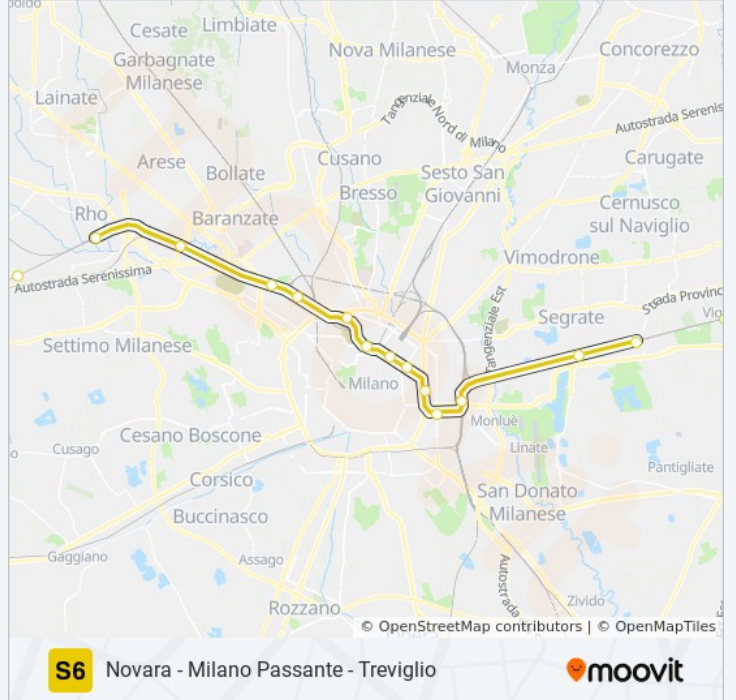 Cesate
Limbiate
Garbagnate
Milanese
Nova Milanese
Concorezzo
Monza
Lainate
Tangenziale Nord di Milano
Autostrada Serenis
Arese
Bollate
Cusano
Bresso
Sesto San
Giovanni
Carugate
Rho
Baranzate
Cernusco
sul Naviglio
Vimodrone
Autostrada Serenissima
Tangenziale Est
Strada Provinc
Segrate
Vig
Settimo Milanese
Milano
Monluè
Cesano Boscone
Cusago
Linate
Pantigliate
Corsico
San Donato
Milanese
Buccinasco
Gaggiano
Assago
Autostrada
Rozzano
Zivido
© OpenStreetMap contributors | © OpenMapTiles
S6 Novara - Milano Passante - Treviglio
moovit